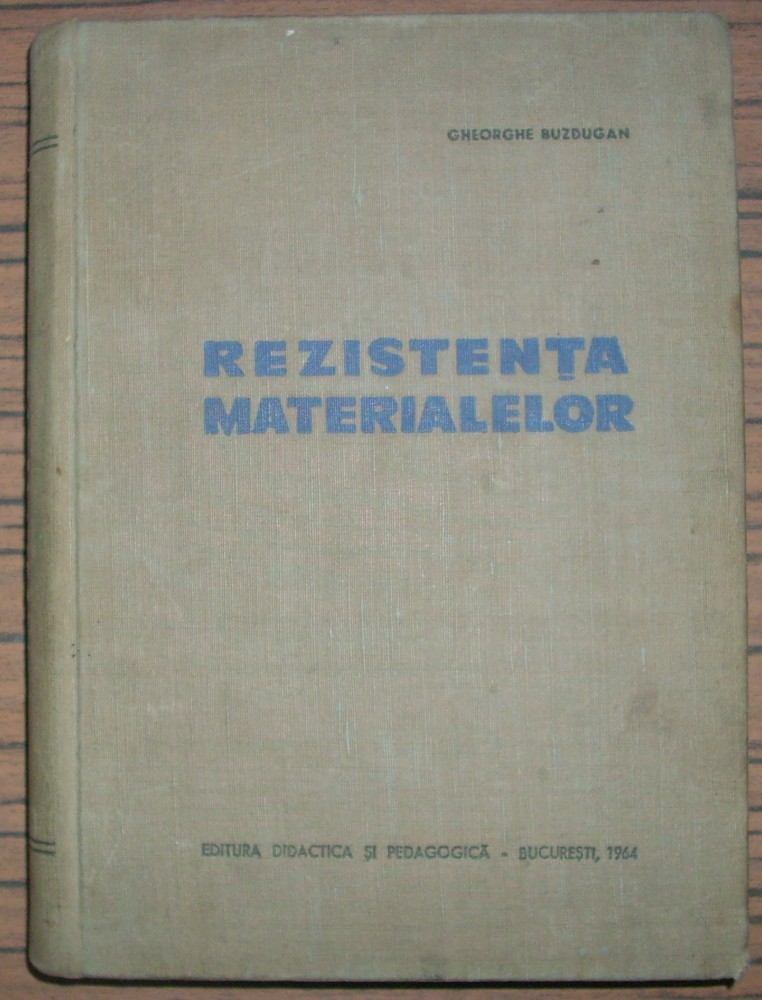 GHEORGHE BUZDUGAN
REZISTENȚA
MATERIALELOR
EDITURA DIDACTICA ȘI PEDAGOGICĂ - BUCUREȘTI, 1964